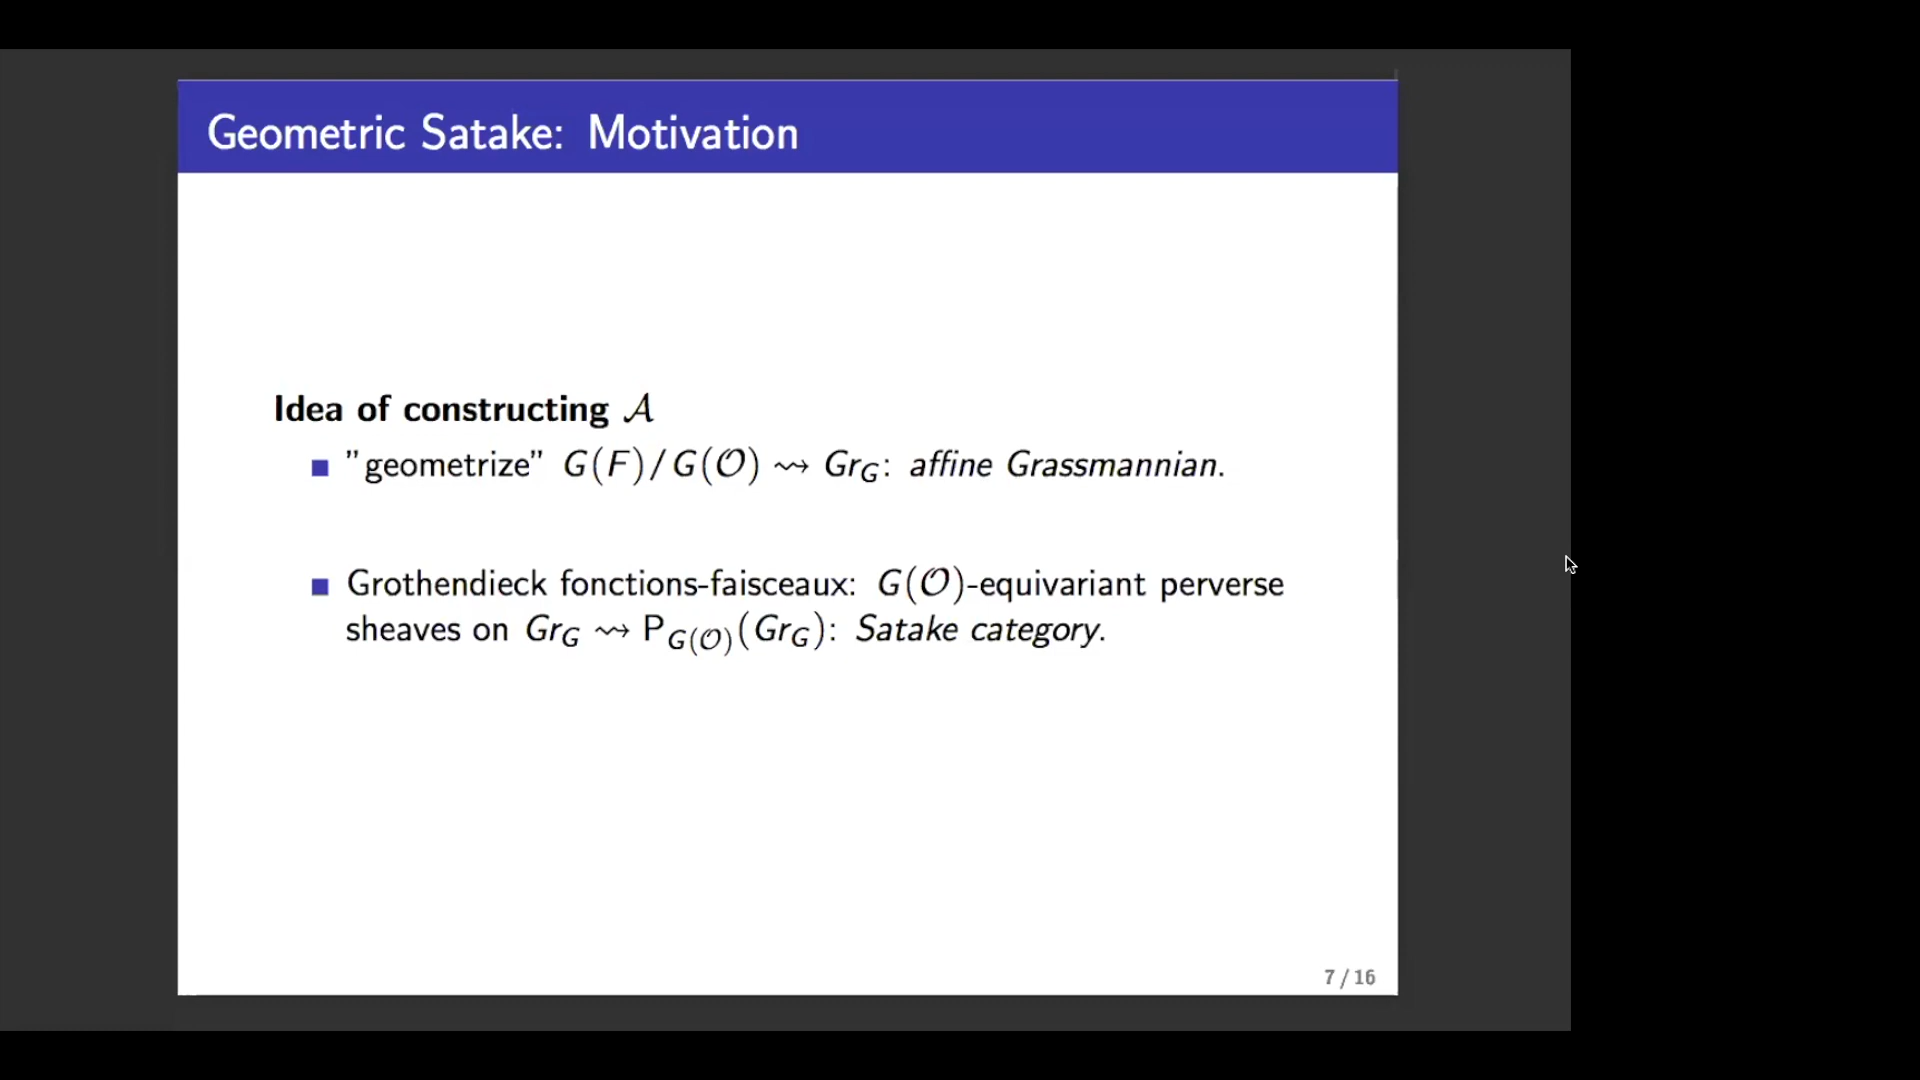 Geometric Satake: Motivation
Idea of constructing 𝒜
"geometrize" G(F)/G(𝒪) ⇝ Gr_G: affine Grassmannian.
Grothendieck fonctions-faisceaux: G(𝒪)-equivariant perverse
sheaves on Gr_G ⇝ P_{G(𝒪)}(Gr_G): Satake category.
7 / 16